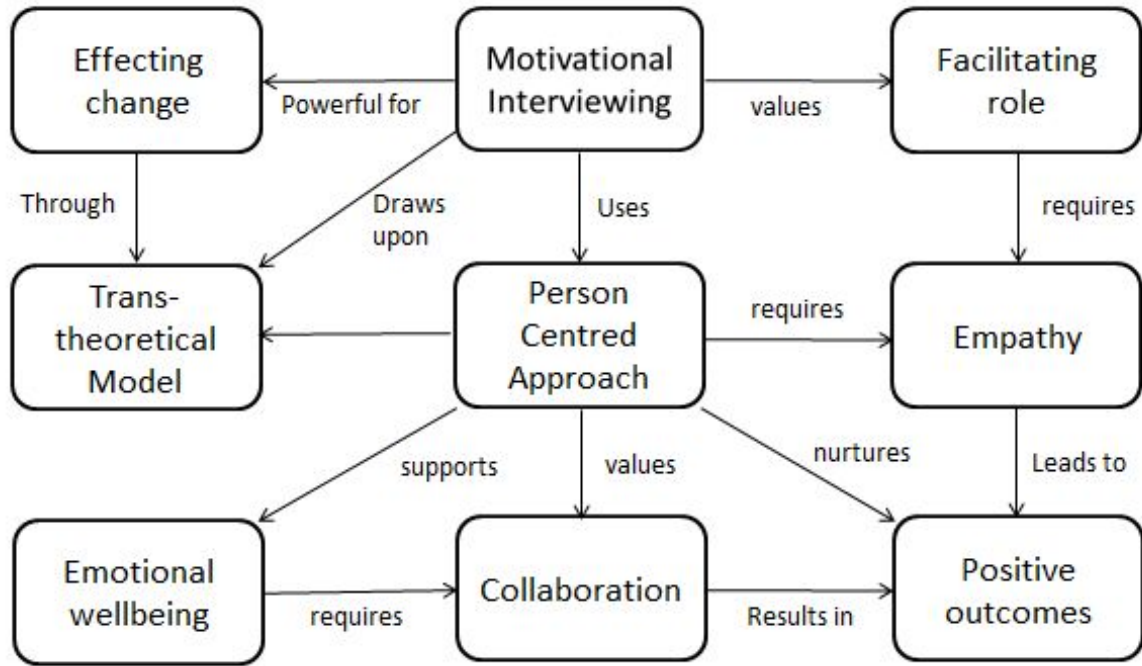 Effecting
change
Powerful for
Motivational
Interviewing
values
Facilitating
role
Through
Draws
upon
Uses
requires
Trans-
theoretical
Model
Person
Centred
Approach
requires
Empathy
supports
values
nurtures
Leads to
Emotional
wellbeing
requires
Collaboration
Results in
Positive
outcomes